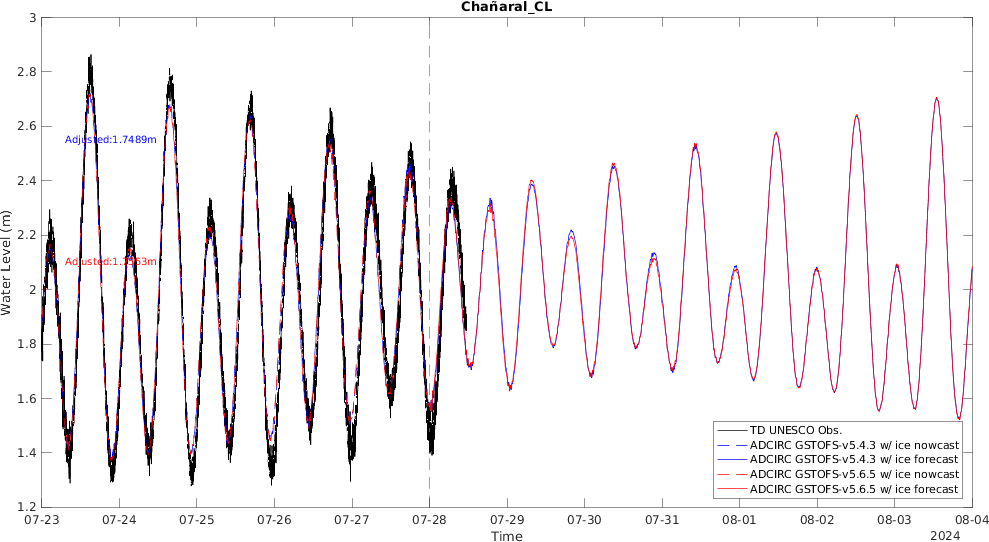 Chañaral_CL
3
2.8
2.6
2.4
2.2
2
1.8
1.6
1.4
1.2
Water Level (m)
Adjusted:1.7489m
TD UNESCO Obs.
ADCIRC GSTOFS-v5.4.3 w/ ice nowcast
ADCIRC GSTOFS-v5.4.3 w/ ice forecast
ADCIRC GSTOFS-v5.6.5 w/ ice nowcast
ADCIRC GSTOFS-v5.6.5 w/ ice forecast
07-23 07-24 07-25 07-26 07-27 07-28 07-29 07-30 07-31 08-01 08-02 08-03 08-04
Time
2024